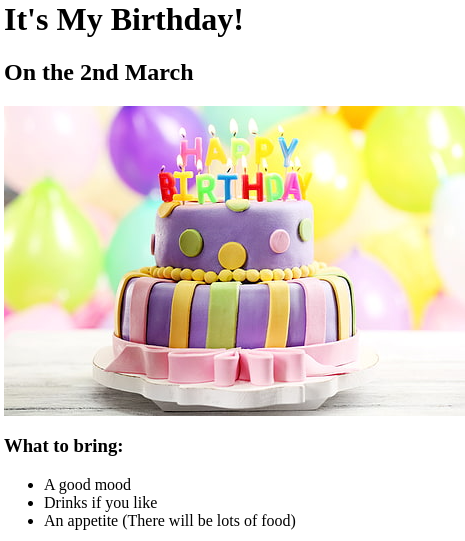 It's My Birthday!
On the 2nd March
HAPPY
BIRTHDAY
What to bring:
A good mood
Drinks if you like
An appetite (There will be lots of food)